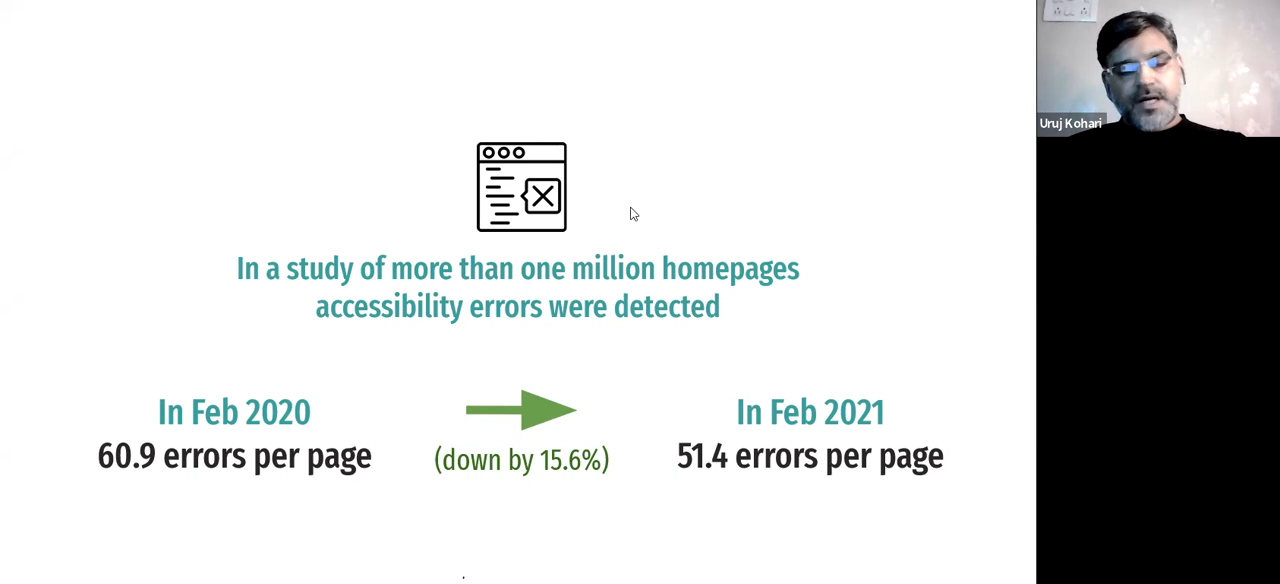 In a study of more than one million homepages
accessibility errors were detected
In Feb 2020
60.9 errors per page
(down by 15.6%)
In Feb 2021
51.4 errors per page
Uruj Kohari